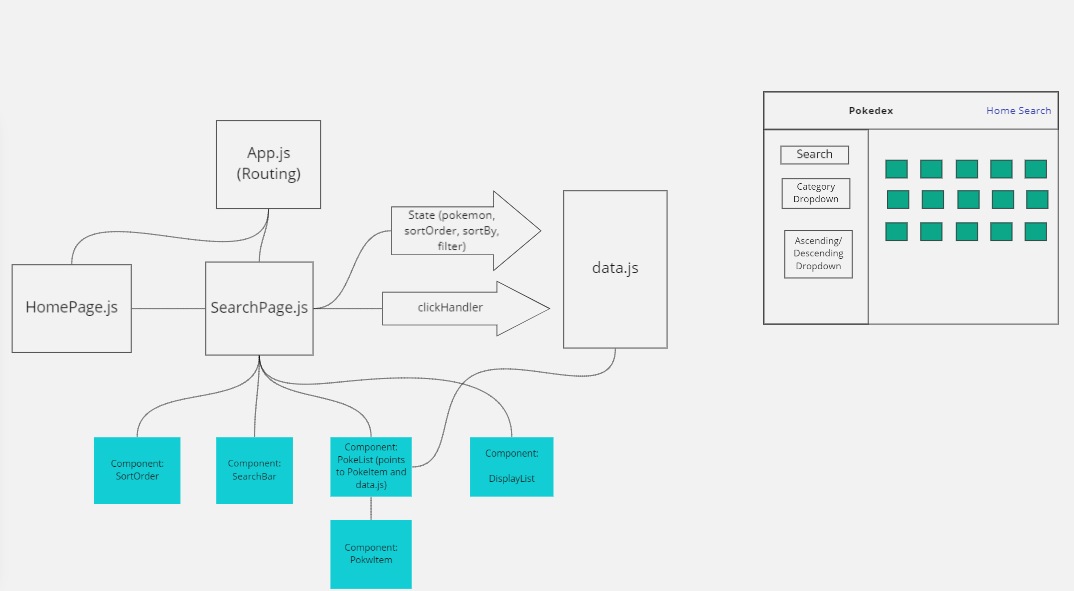 Pokedex
Home Search
App.js
(Routing)
Search
Category
Dropdown
State (pokemon,
sortOrder, sortBy,
filter)
Ascending/
Descending
Dropdown
data.js
HomePage.js
SearchPage.js
clickHandler
Component:
SortOrder
Component:
SearchBar
Component:
PokeList (points
to PokeItem and
data.js)
Component:
DisplayList
Component:
PokwItem